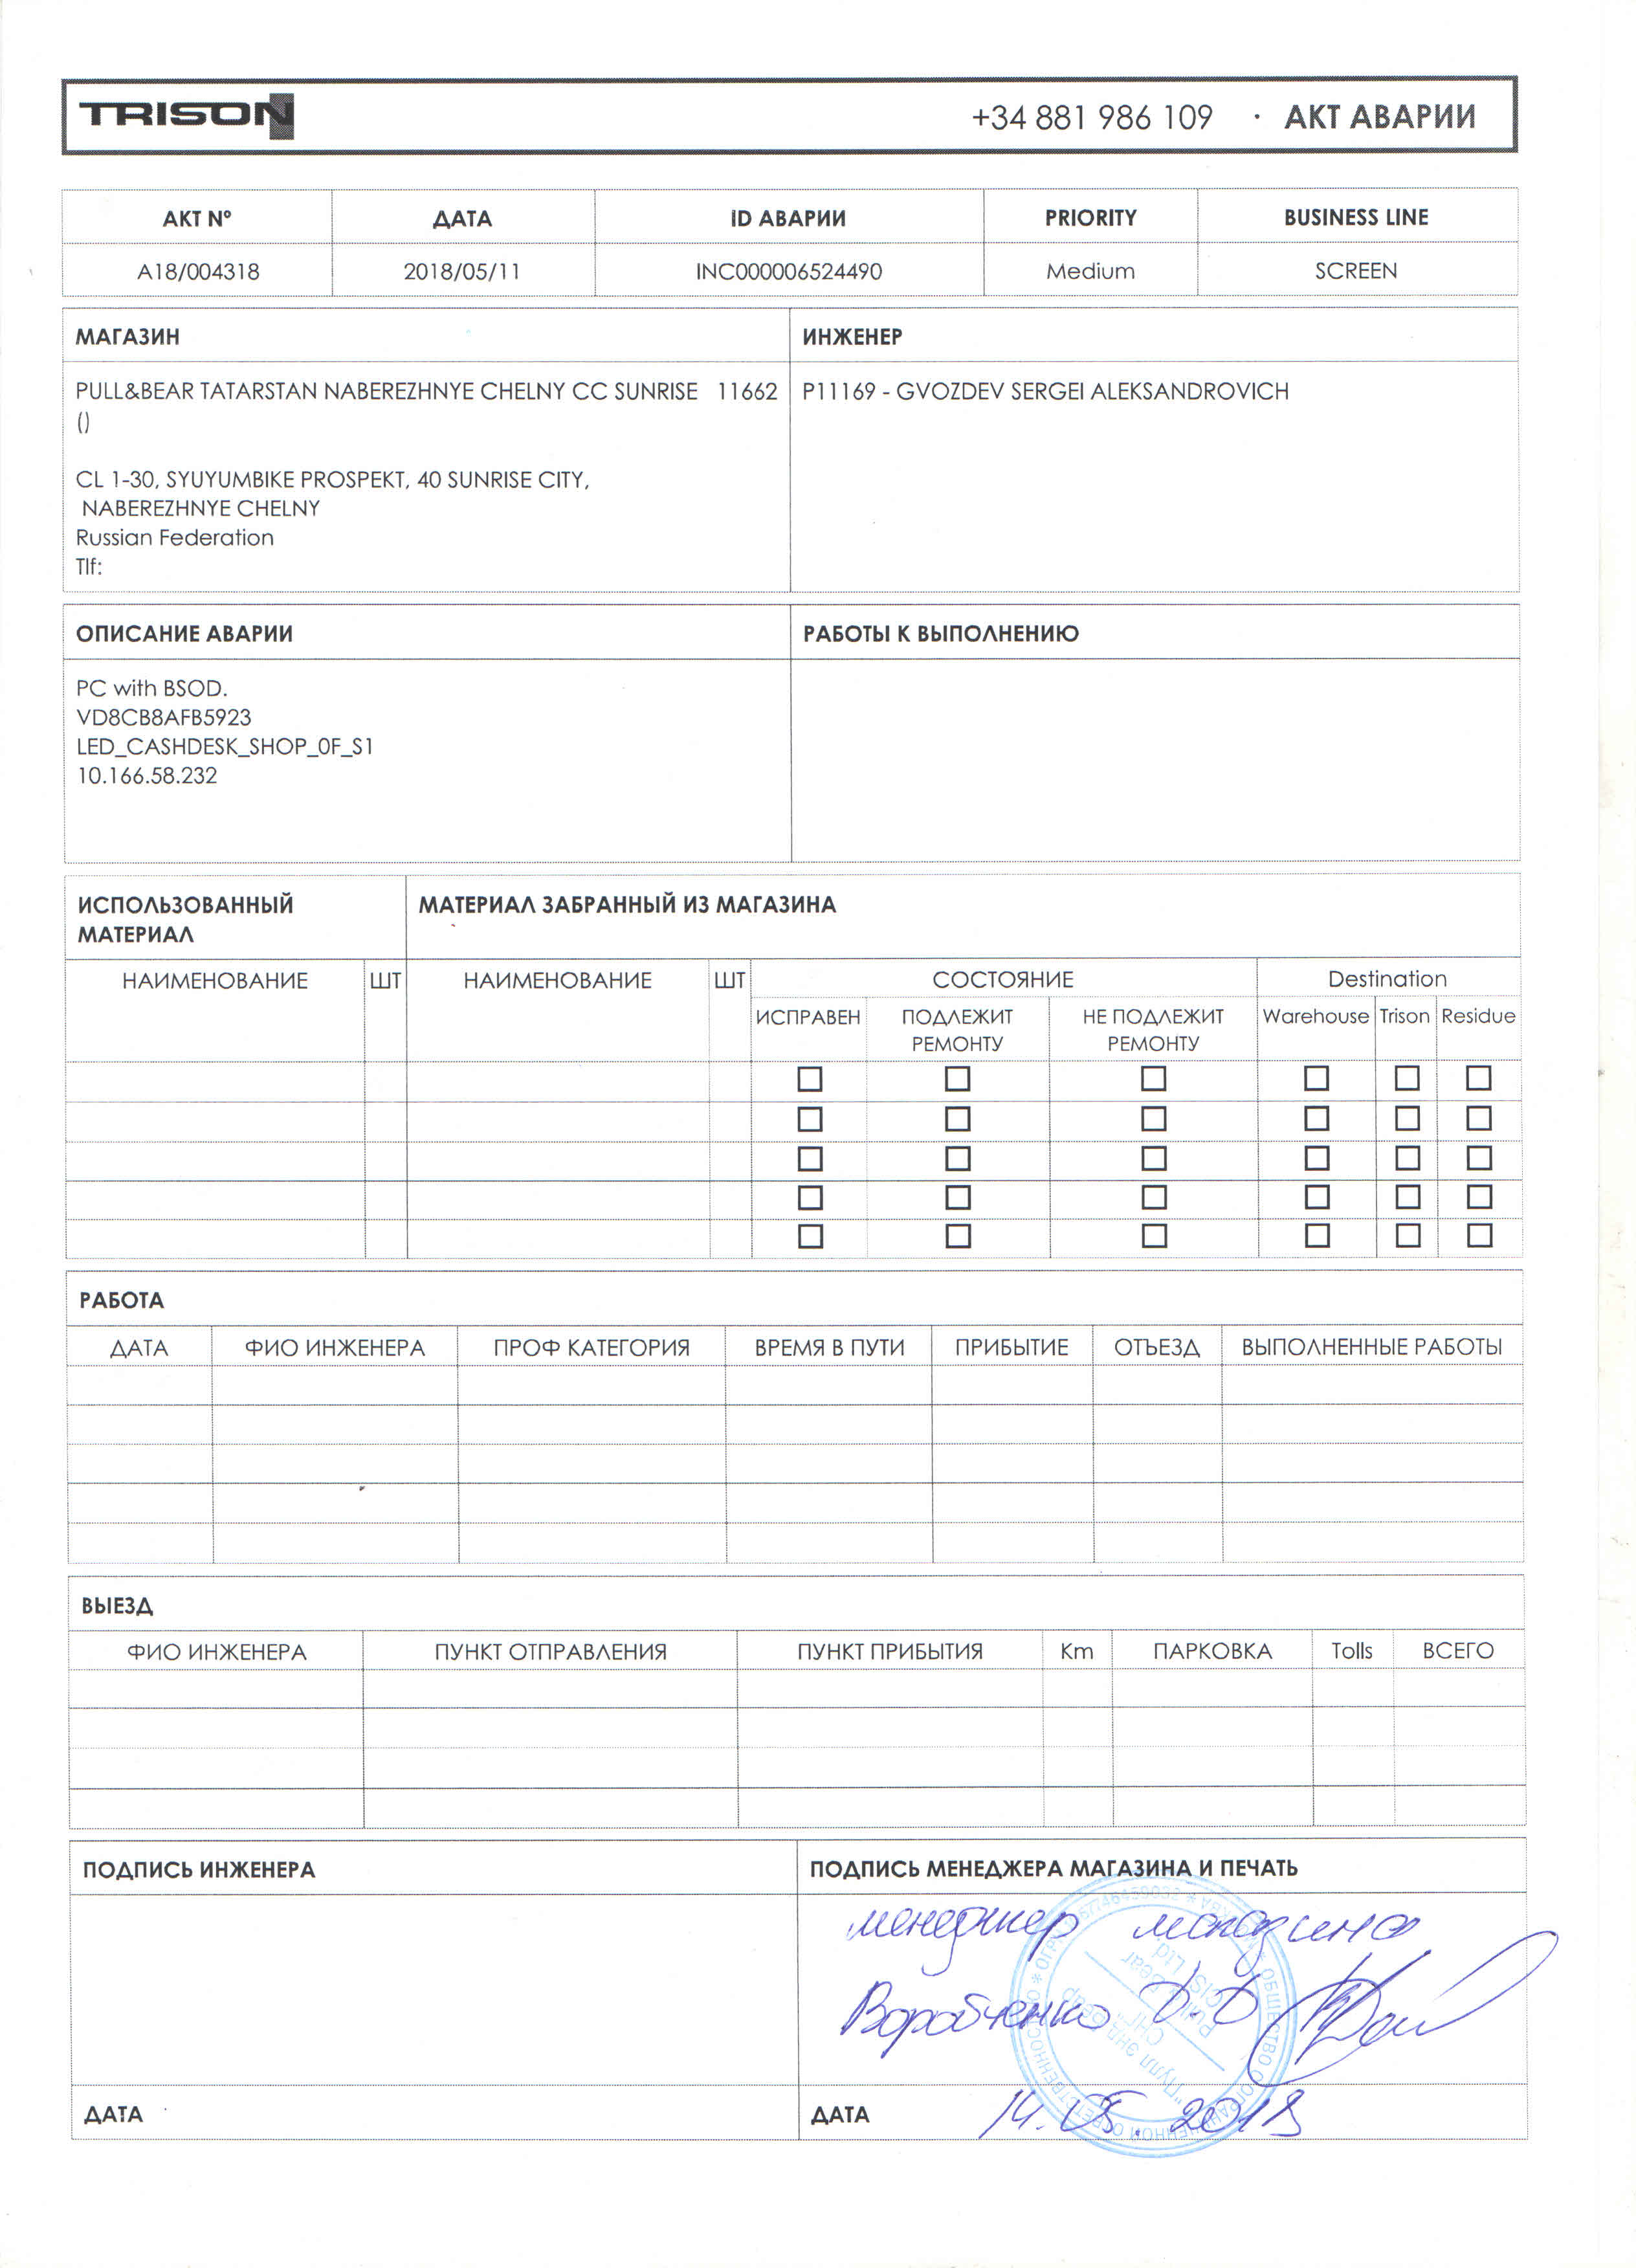 TRISON +34 881 986 109 · АКТ АВАРИИ
АКТ Nº ДАТА ID АВАРИИ PRIORITY BUSINESS LINE
A18/004318 2018/05/11 INC000006524490 Medium SCREEN
МАГАЗИН ИНЖЕНЕР
PULL&BEAR TATARSTAN NABEREZHNYE CHELNY CC SUNRISE 11662 P11169 - GVOZDEV SERGEI ALEKSANDROVICH
()
CL 1-30, SYUYUMBIKE PROSPEKT, 40 SUNRISE CITY,
NABEREZHNYE CHELNY
Russian Federation
Tlf:
ОПИСАНИЕ АВАРИИ РАБОТЫ К ВЫПОЛНЕНИЮ
PC with BSOD.
VD8CB8AFB5923
LED_CASHDESK_SHOP_0F_S1
10.166.58.232
ИСПОЛЬЗОВАННЫЙ МАТЕРИАЛ ЗАБРАННЫЙ ИЗ МАГАЗИНА
МАТЕРИАЛ
НАИМЕНОВАНИЕ ШТ НАИМЕНОВАНИЕ ШТ СОСТОЯНИЕ Destination
ИСПРАВЕН ПОДЛЕЖИТ НЕ ПОДЛЕЖИТ Warehouse Trison Residue
РЕМОНТУ РЕМОНТУ
РАБОТА
ДАТА ФИО ИНЖЕНЕРА ПРОФ КАТЕГОРИЯ ВРЕМЯ В ПУТИ ПРИБЫТИЕ ОТЪЕЗД ВЫПОЛНЕННЫЕ РАБОТЫ
ВЫЕЗД
ФИО ИНЖЕНЕРА ПУНКТ ОТПРАВЛЕНИЯ ПУНКТ ПРИБЫТИЯ Km ПАРКОВКА Tolls ВСЕГО
ПОДПИСЬ ИНЖЕНЕРА ПОДПИСЬ МЕНЕДЖЕРА МАГАЗИНА И ПЕЧАТЬ
менеджер магазина
Воробченко
"Пулл энд Беар
СНГ"
Pull & Bear
CIS Ltd.
ДАТА ДАТА 14.05.2018